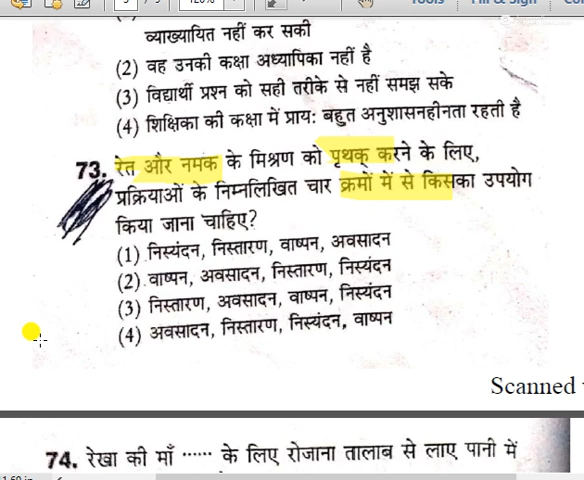 Tools
Fill & Sign
व्याख्यायित नहीं कर सकी
(2) वह उनकी कक्षा अध्यापिका नहीं है
(3) विद्यार्थी प्रश्न को सही तरीके से नहीं समझ सके
(4) शिक्षिका की कक्षा में प्रायः बहुत अनुशासनहीनता रहती है
73. रेत और नमक के मिश्रण को पृथक् करने के लिए,
प्रक्रियाओं के निम्नलिखित चार क्रमों में से किसका उपयोग
किया जाना चाहिए?
(1) निस्यंदन, निस्तारण, वाष्पन, अवसादन
(2) वाष्पन, अवसादन, निस्तारण, निस्यंदन
(3) निस्तारण, अवसादन, वाष्पन, निस्यंदन
(4) अवसादन, निस्तारण, निस्यंदन, वाष्पन
Scanned
74. रेखा की माँ ...... के लिए रोजाना तालाब से लाए पानी में